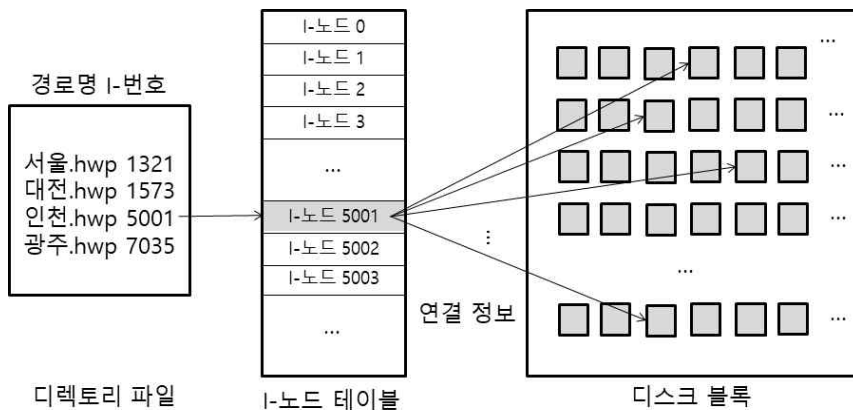 경로명 I-번호
서울.hwp 1321
대전.hwp 1573
인천.hwp 5001
광주.hwp 7035
디렉토리 파일
I-노드 0
I-노드 1
I-노드 2
I-노드 3
...
I-노드 5001
I-노드 5002
I-노드 5003
...
I-노드 테이블
...
연결 정보
...
...
...
...
...
...
디스크 블록